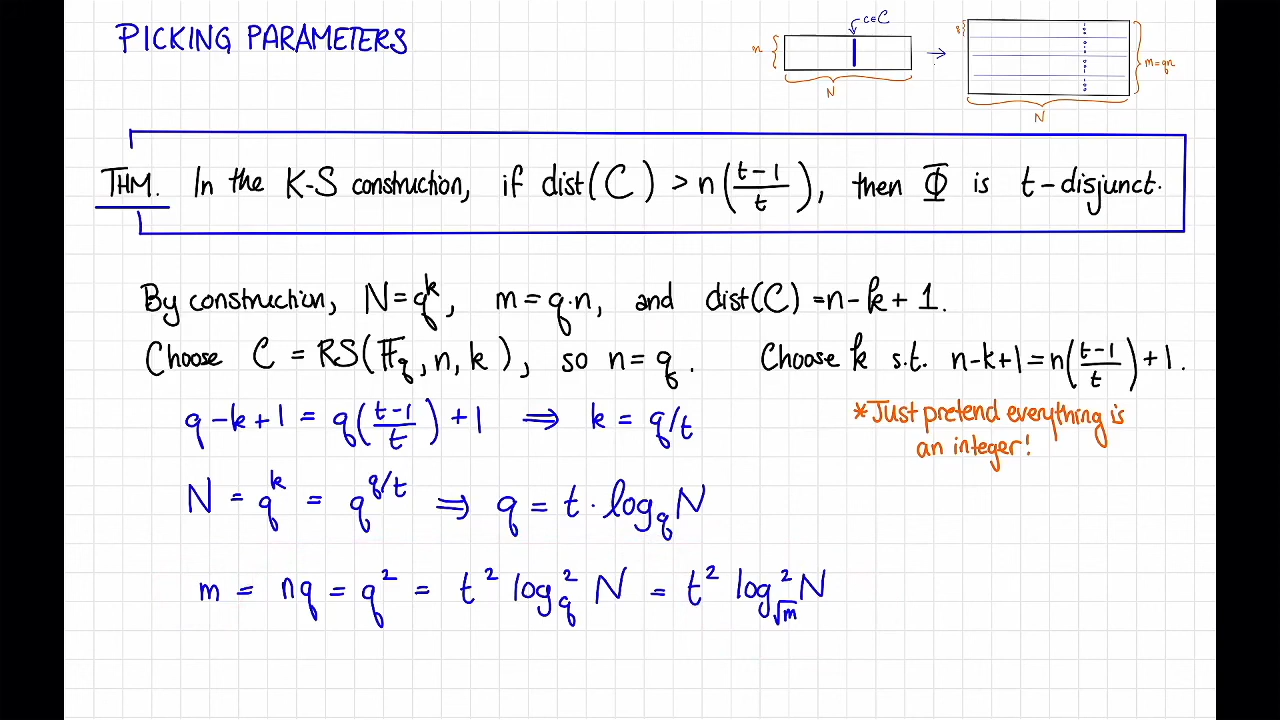 PICKING PARAMETERS
c∈C
n
N
q
m=qn
N
THM. In the K-S construction, if dist(C) > n((t-1)/t), then Φ is t-disjunct.
By construction, N=q^k, m=q·n, and dist(C)=n-k+1.
Choose C = RS(𝔽_q, n, k), so n=q. Choose k s.t. n-k+1=n((t-1)/t)+1.
q-k+1 = q((t-1)/t)+1 ⟹ k = q/t
*Just pretend everything is
an integer!
N = q^k = q^(q/t) ⟹ q = t·log_q N
m = nq = q² = t² log_q² N = t² log_√m² N